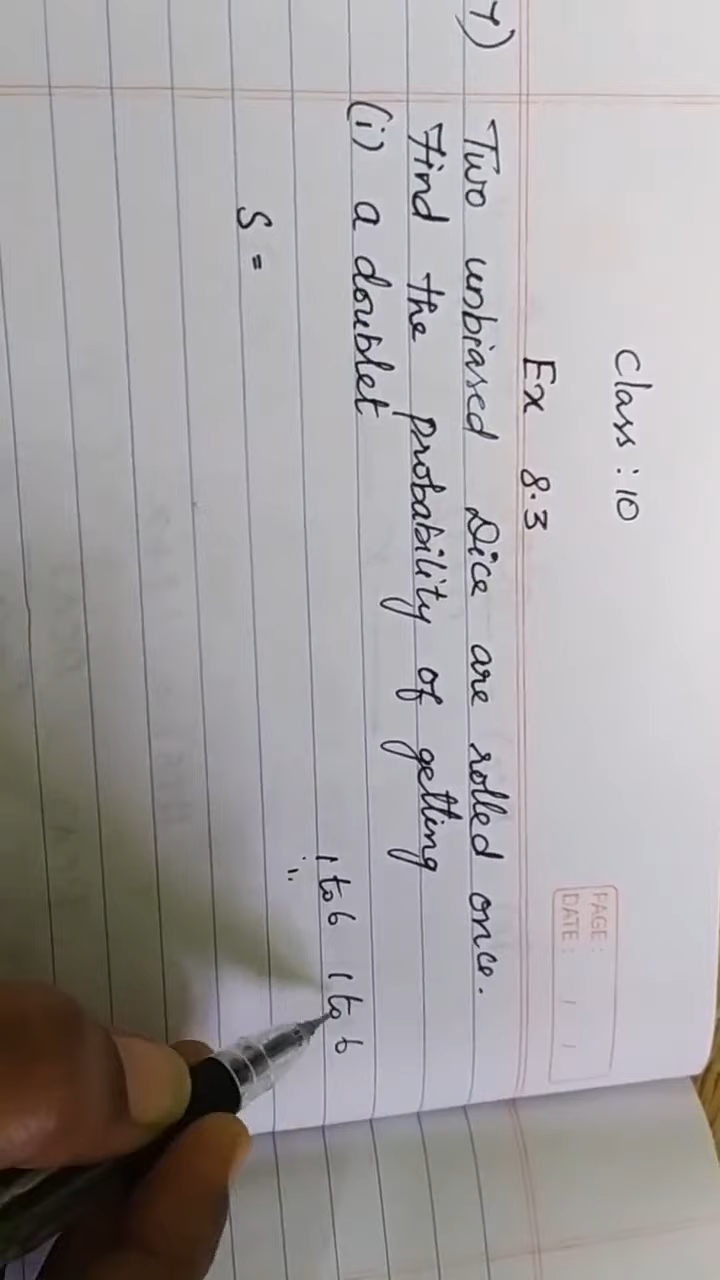 Class : 10
PAGE :
DATE : / /
Ex 8.3
Two unbiased Dice are rolled once.
Find the probability of getting
(i) a doublet
1 to 6 1 to 6
S =